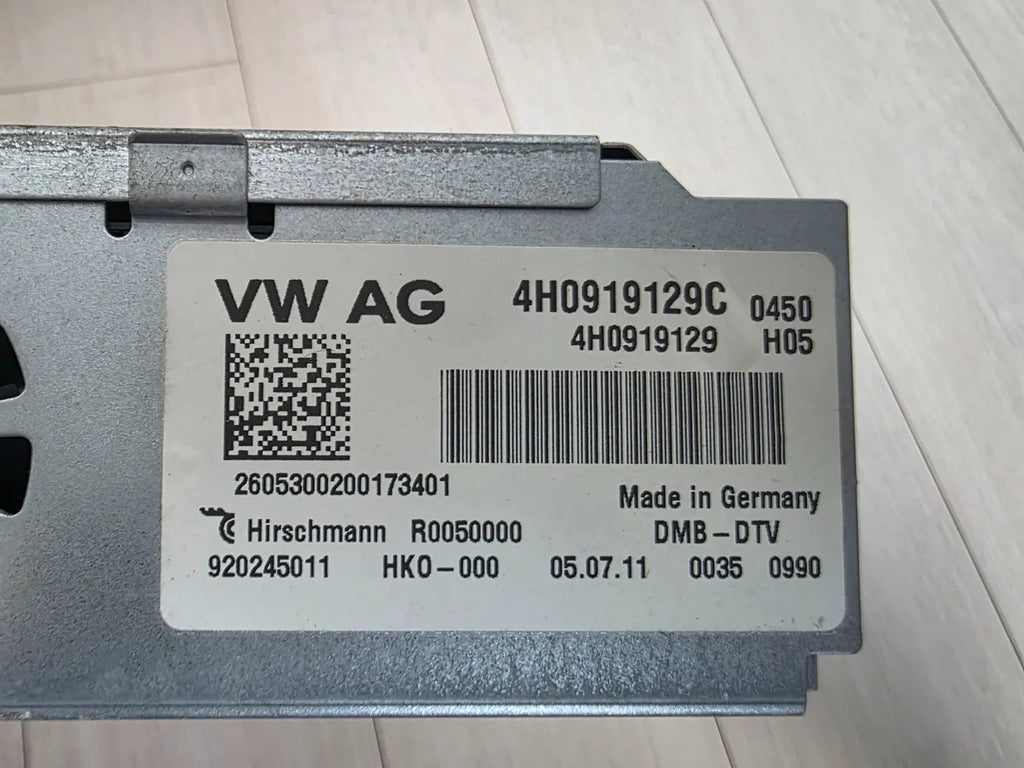 VW AG 4H0919129C 0450
4H0919129 H05
2605300200173401
Made in Germany
Hirschmann R0050000 DMB-DTV
920245011 HKO-000 05.07.11 0035 0990